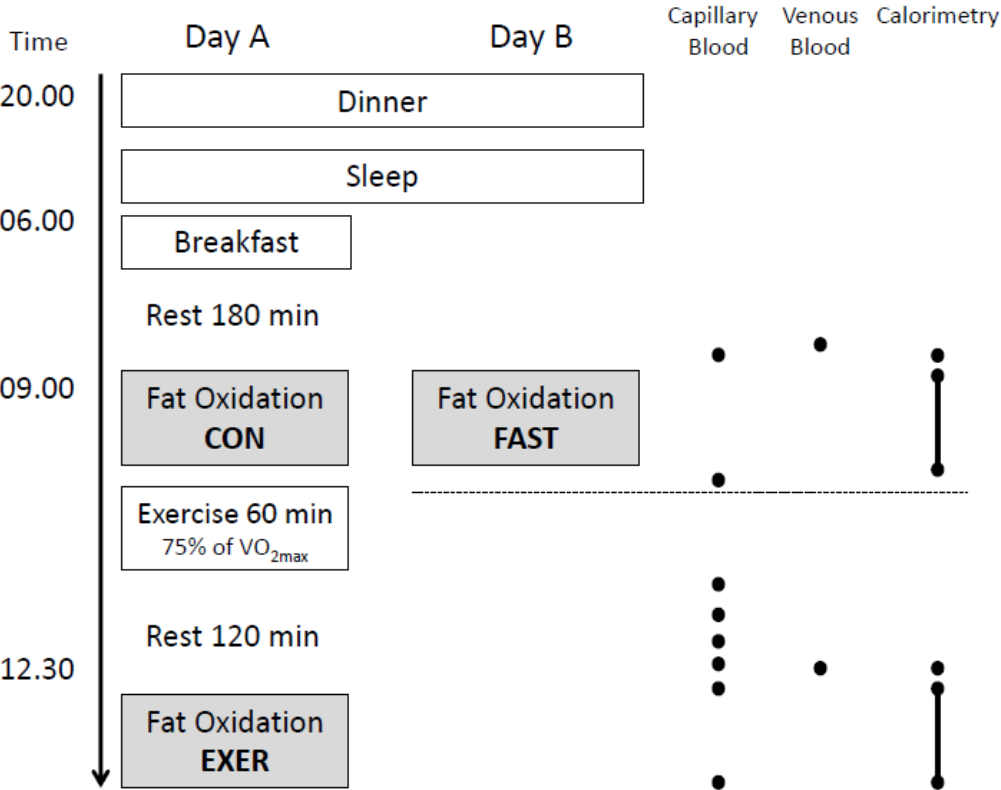 Time
Day A
Day B
Capillary
Blood
Venous
Blood
Calorimetry
20.00
Dinner
Sleep
06.00
Breakfast
Rest 180 min
09.00
Fat Oxidation
CON
Fat Oxidation
FAST
Exercise 60 min
75% of VO2max
Rest 120 min
12.30
Fat Oxidation
EXER